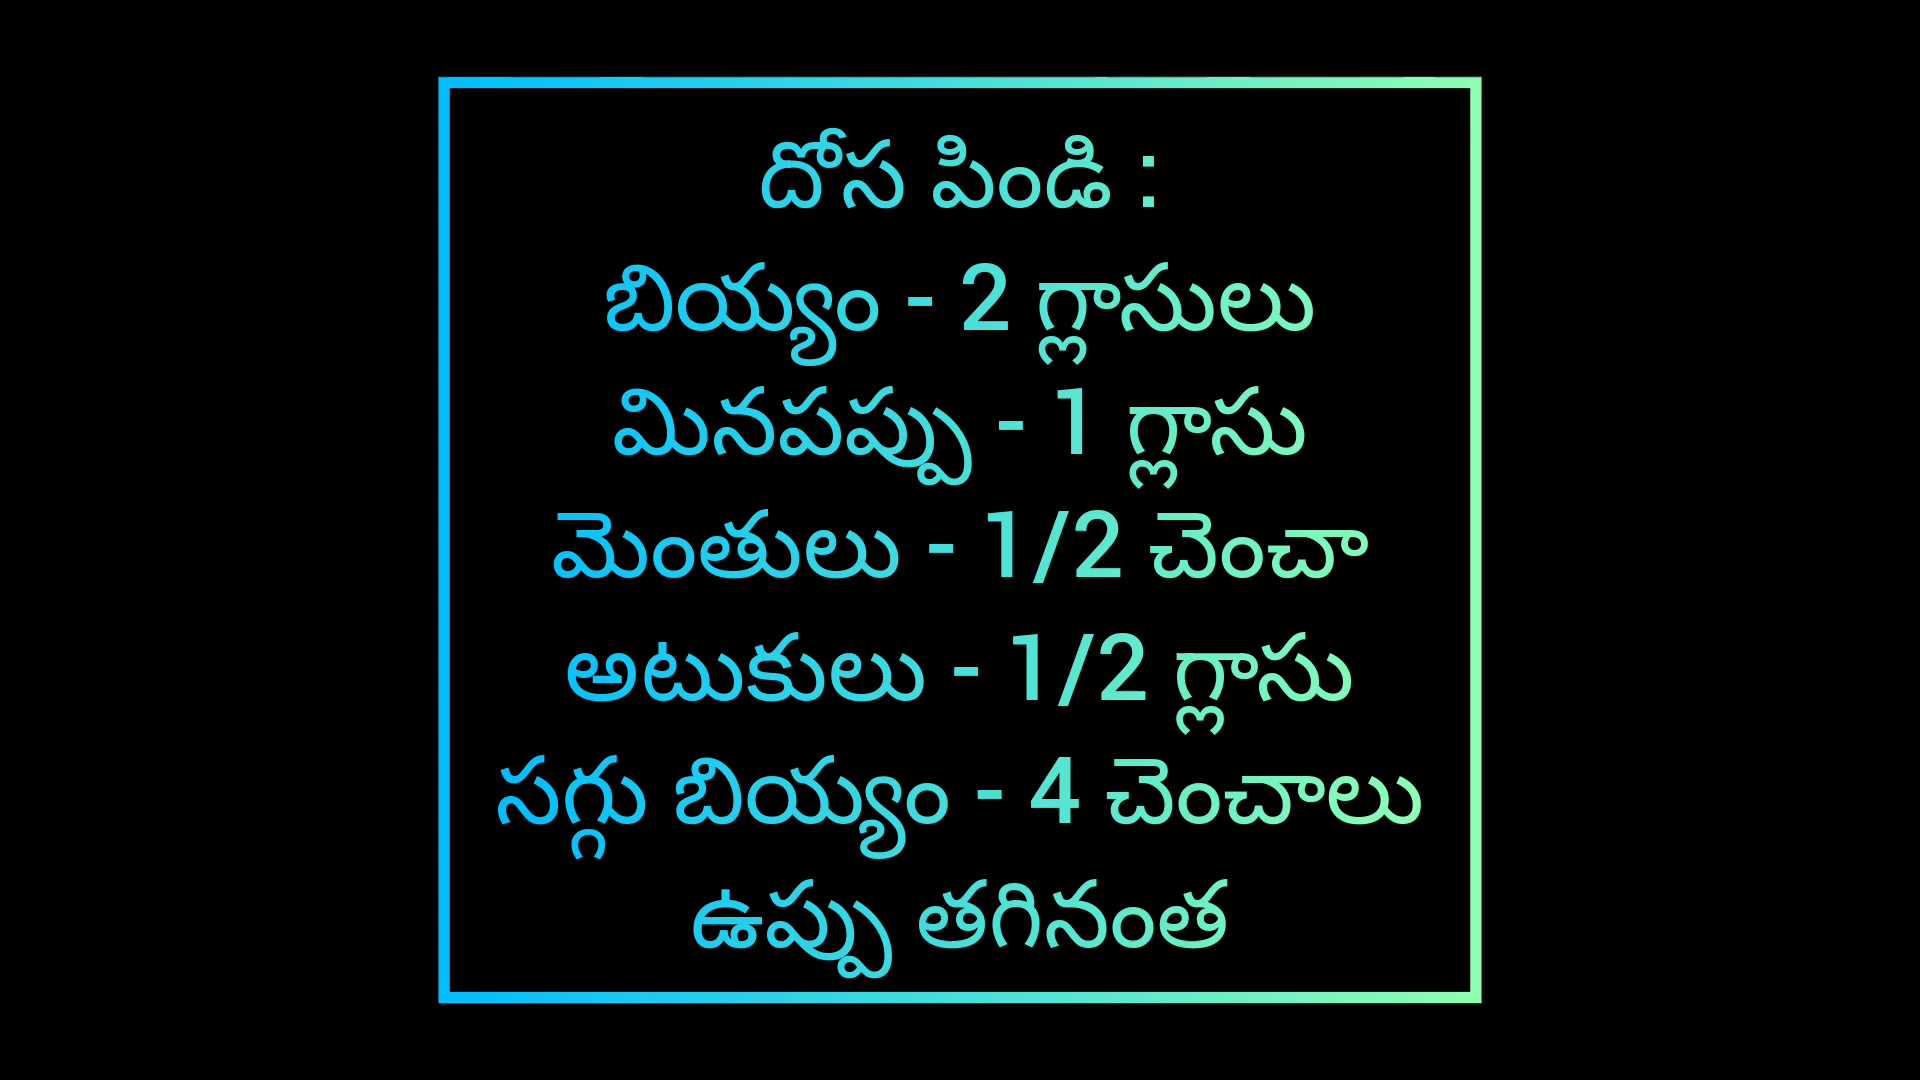 దోస పిండి :
బియ్యం - 2 గ్లాసులు
మినపప్పు - 1 గ్లాసు
మెంతులు - 1/2 చెంచా
అటుకులు - 1/2 గ్లాసు
సగ్గు బియ్యం - 4 చెంచాలు
ఉప్పు తగినంత